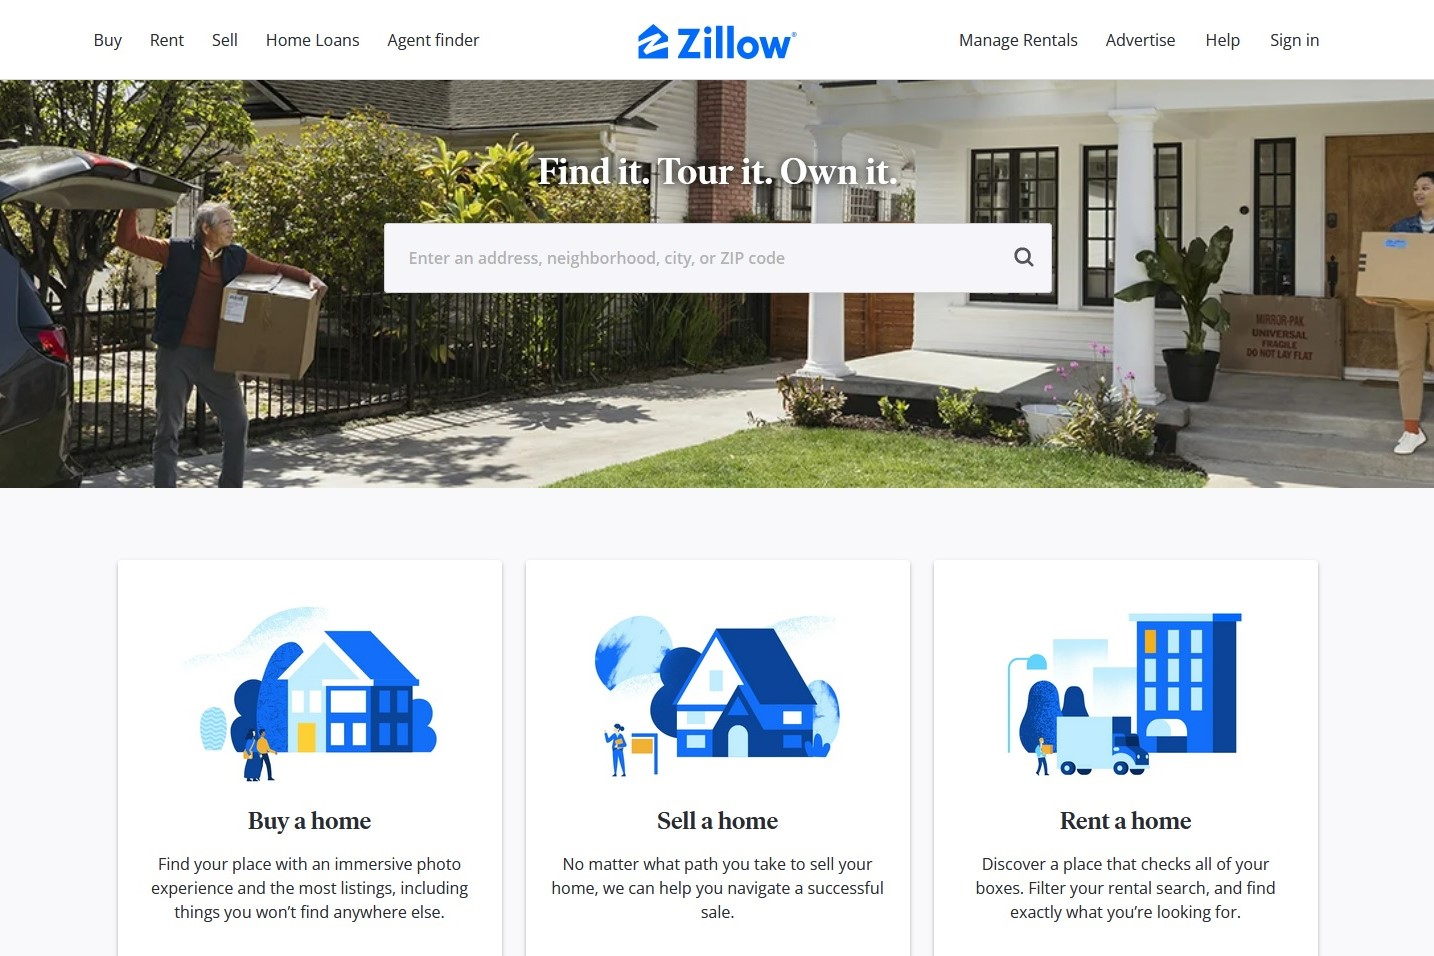 Buy Rent Sell Home Loans Agent finder
Zillow
Manage Rentals Advertise Help Sign in
Find it. Tour it. Own it.
Enter an address, neighborhood, city, or ZIP code
MIRROR-PAK
UNIVERSAL
FRAGILE
DO NOT LAY FLAT
Buy a home
Find your place with an immersive photo
experience and the most listings, including
things you won’t find anywhere else.
Sell a home
No matter what path you take to sell your
home, we can help you navigate a successful
sale.
Rent a home
Discover a place that checks all of your
boxes. Filter your rental search, and find
exactly what you’re looking for.